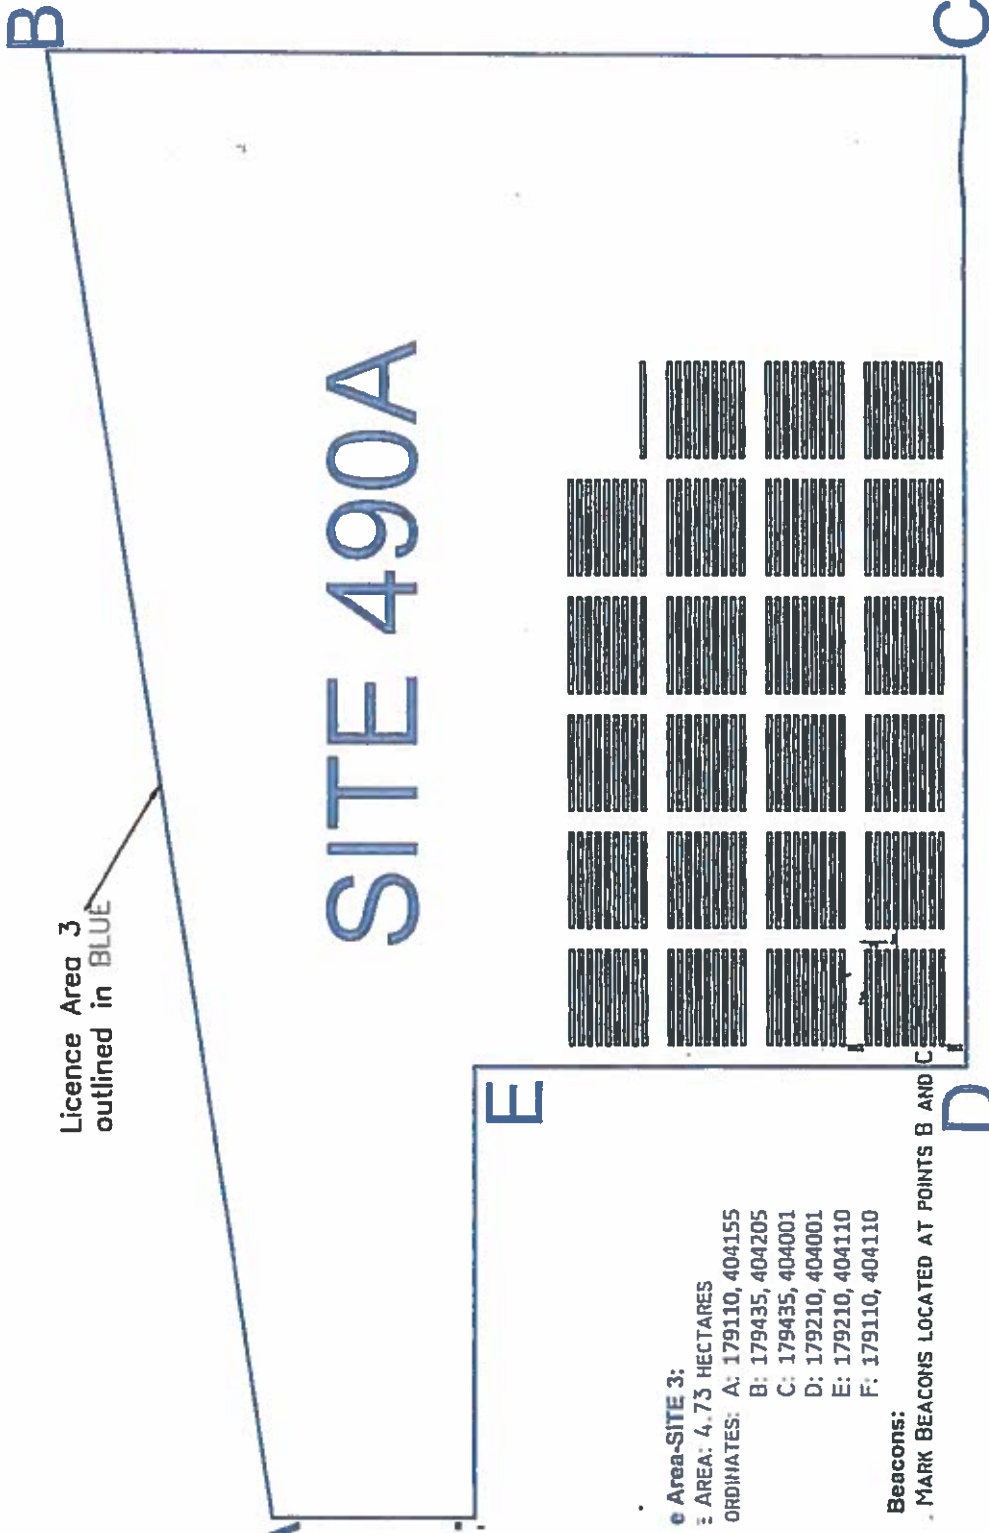 B
C
Licence Area 3
outlined in BLUE
SITE 490A
E
D
e Area-SITE 3:
: AREA: 4.73 HECTARES
ORDINATES: A: 179110, 404155
B: 179435, 404205
C: 179435, 404001
D: 179210, 404001
E: 179210, 404110
F: 179110, 404110
Beacons:
MARK BEACONS LOCATED AT POINTS B AND C